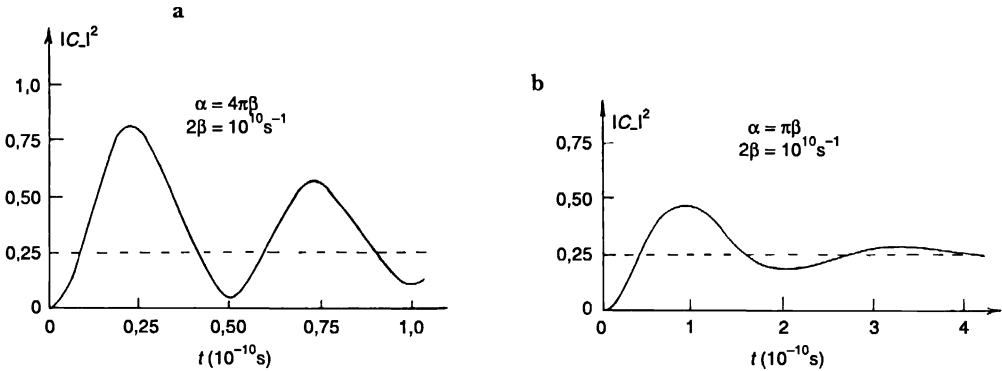 a
|C_|²
1,0
0,75
0,50
0,25
0
α = 4πβ
2β = 10¹⁰s⁻¹
0 0,25 0,50 0,75 1,0
t (10⁻¹⁰s)
b
|C_|²
0,75
0,50
0,25
0
α = πβ
2β = 10¹⁰s⁻¹
0 1 2 3 4
t (10⁻¹⁰s)